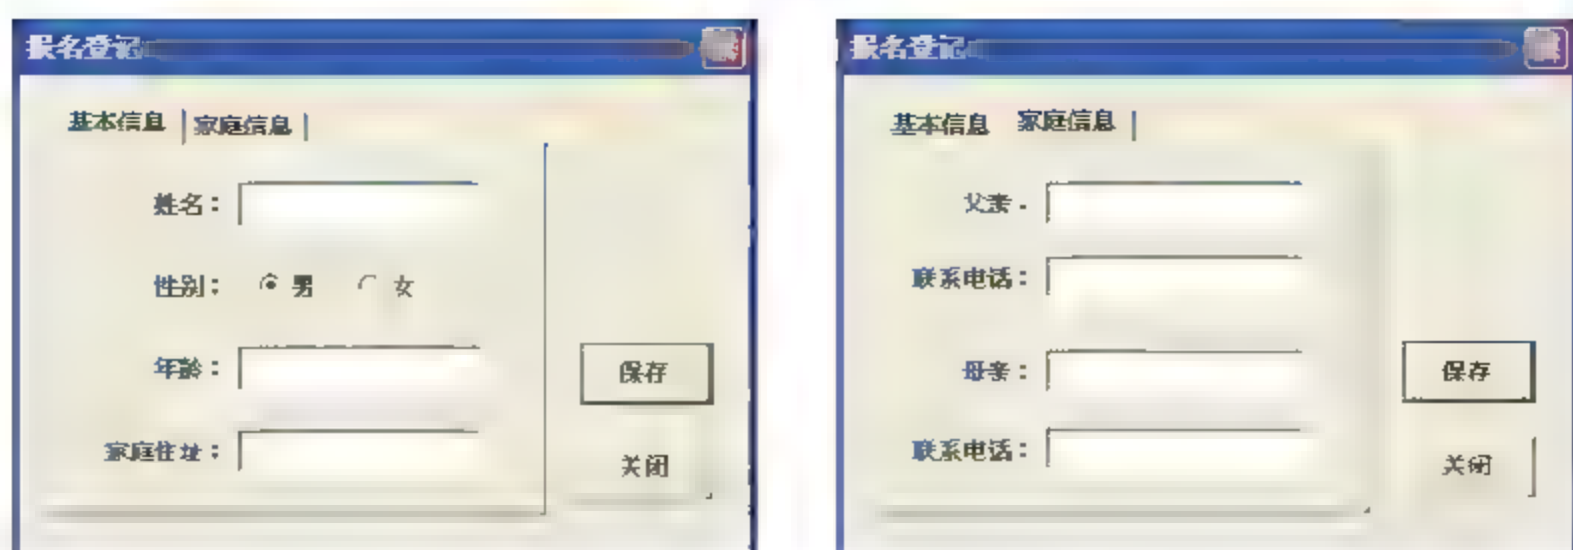 报名登记
基本信息 家庭信息
姓名：
性别： 男 女
年龄：
家庭住址：
保存
关闭
报名登记
基本信息 家庭信息
父亲：
联系电话：
母亲：
联系电话：
保存
关闭